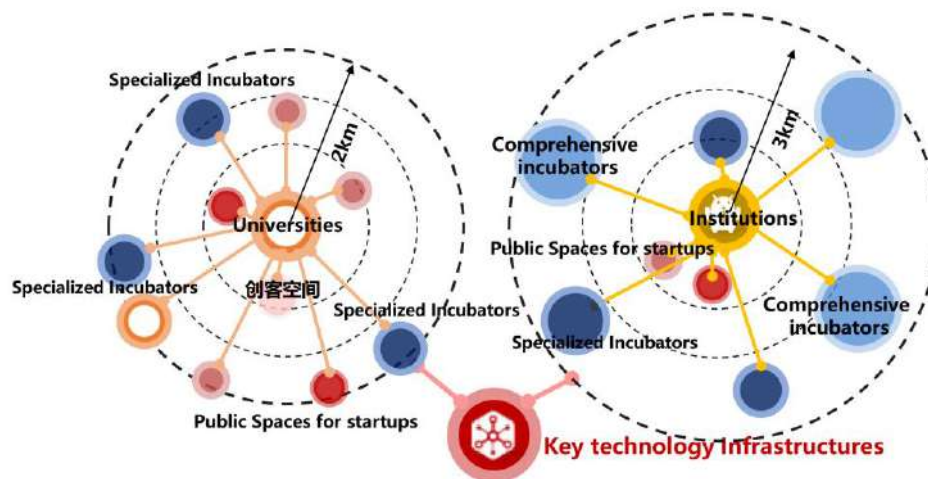 Specialized Incubators
2km
Universities
Specialized Incubators
创客空间
Specialized Incubators
Public Spaces for startups
3km
Comprehensive
incubators
Institutions
Public Spaces for startups
Specialized Incubators
Comprehensive
incubators
Key technology Infrastructures